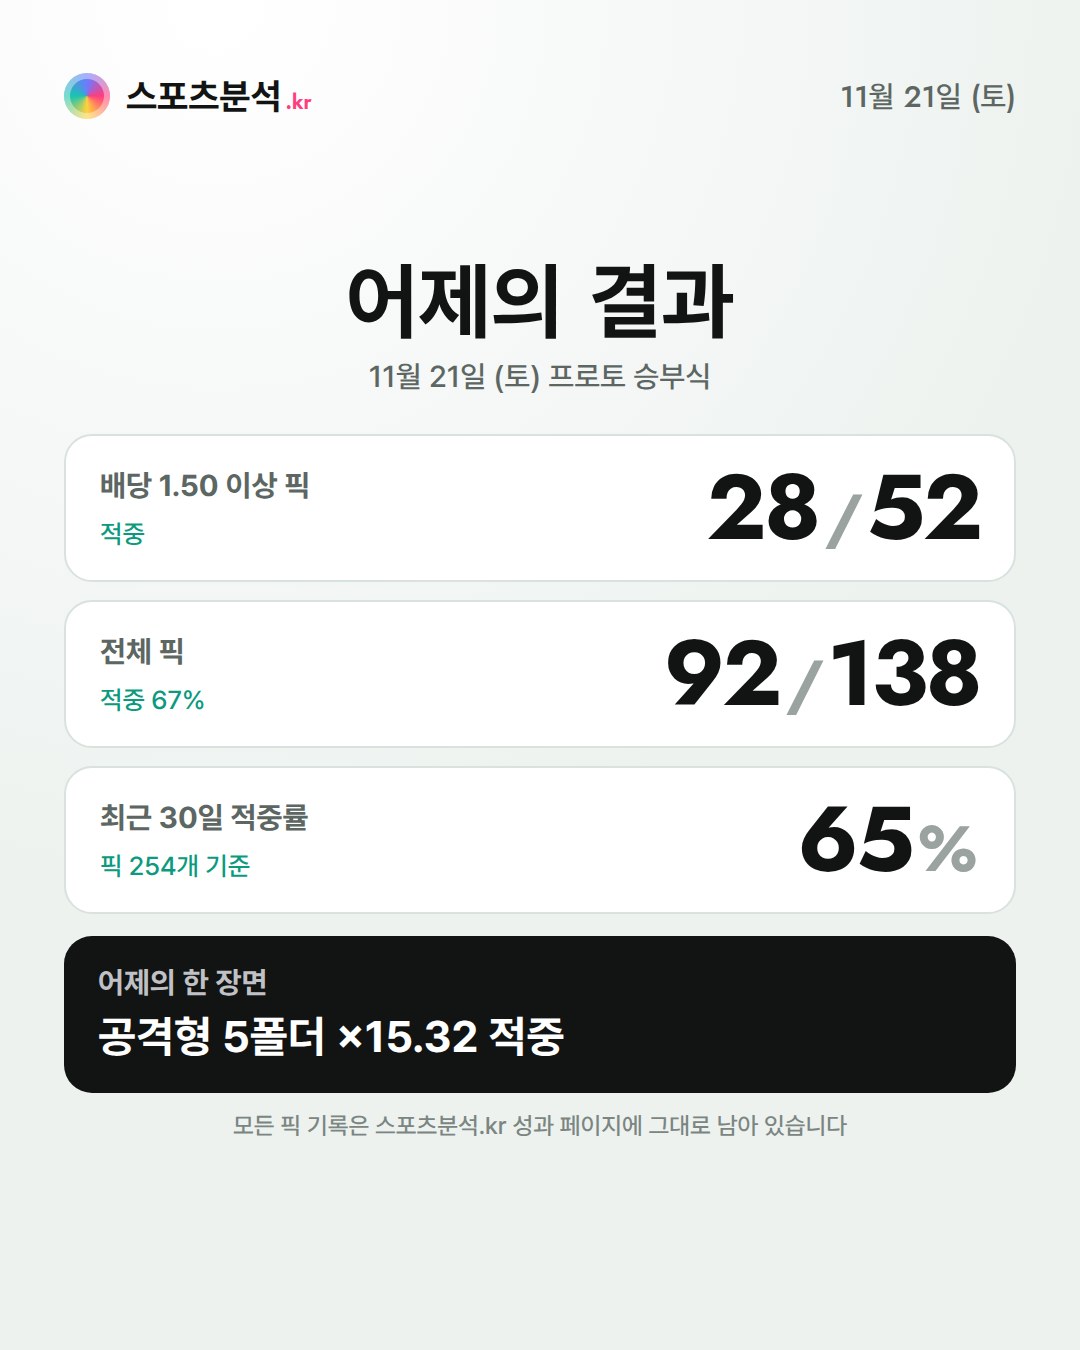 스포츠분석.kr
11월 21일 (토)
어제의 결과
11월 21일 (토) 프로토 승부식
배당 1.50 이상 픽
적중
28/52
전체 픽
적중 67%
92/138
최근 30일 적중률
픽 254개 기준
65%
어제의 한 장면
공격형 5폴더 ×15.32 적중
모든 픽 기록은 스포츠분석.kr 성과 페이지에 그대로 남아 있습니다